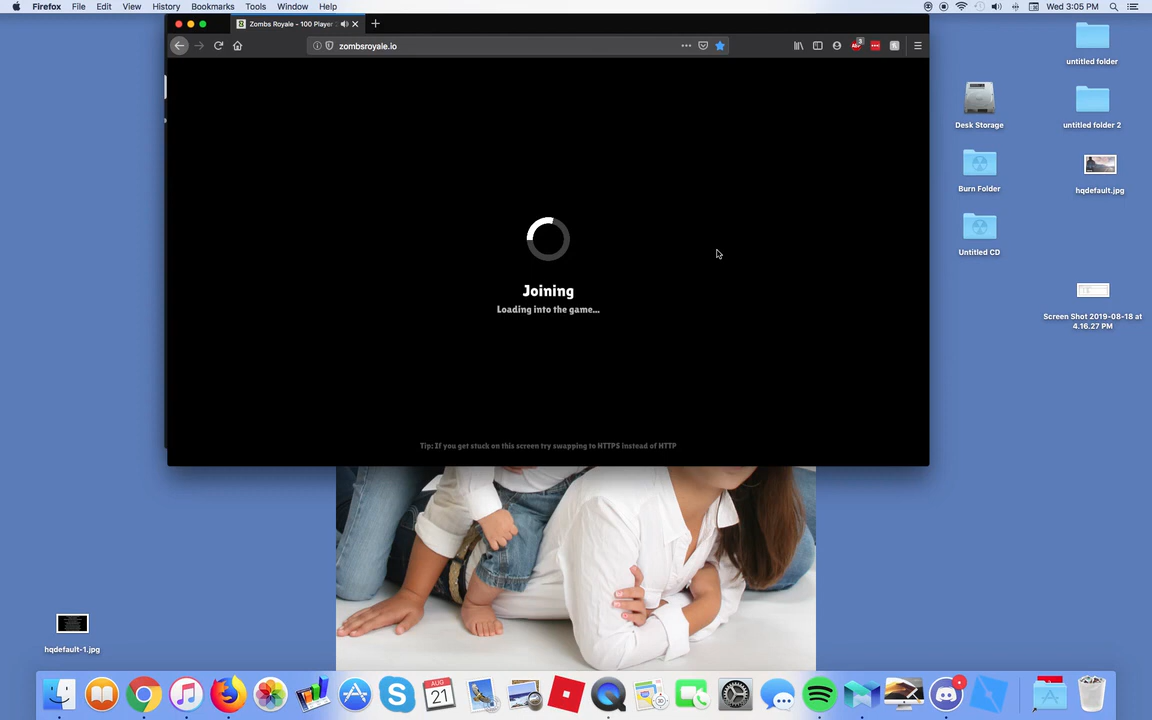 Firefox File Edit View History Bookmarks Tools Window Help
Wed 3:05 PM
Zombs Royale - 100 Player
zombsroyale.io
3
Joining
Loading into the game...
Tip: If you get stuck on this screen try swapping to HTTPS instead of HTTP
untitled folder
Desk Storage
untitled folder 2
Burn Folder
hqdefault.jpg
Untitled CD
Screen Shot 2019-08-18 at
4.16.27 PM
hqdefault-1.jpg
AUG
21